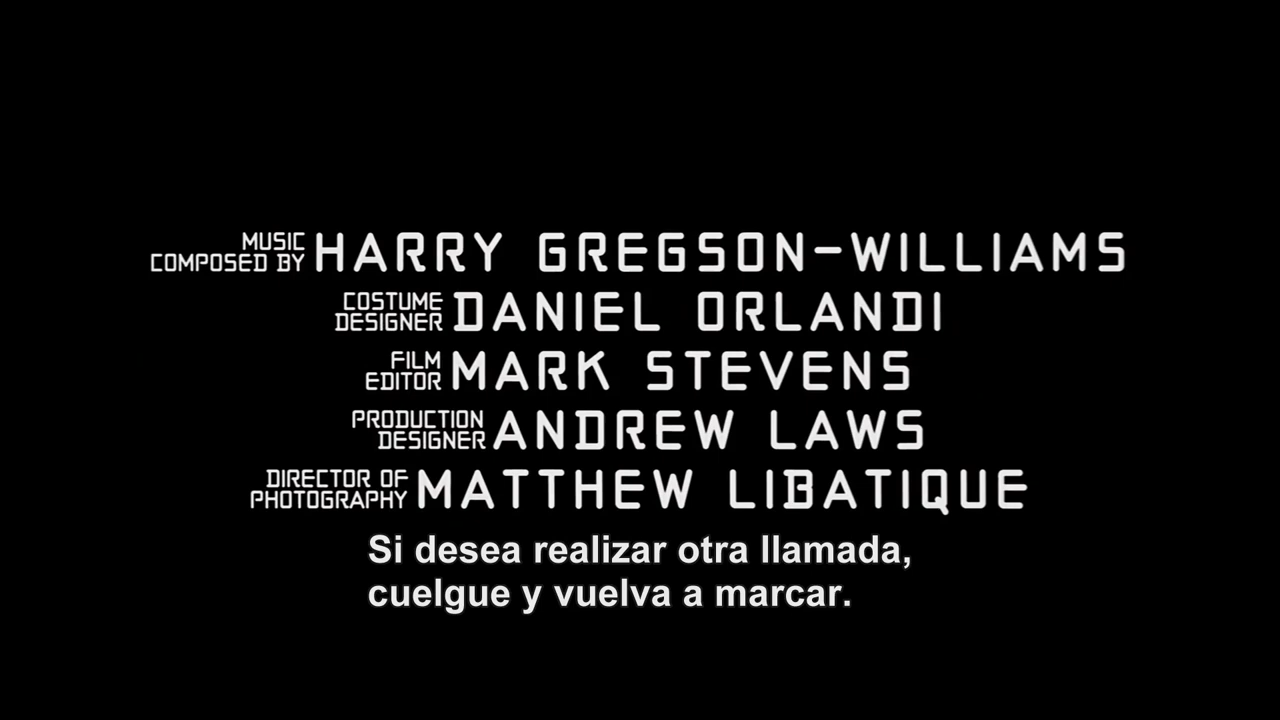 MUSIC COMPOSED BY HARRY GREGSON-WILLIAMS
COSTUME DESIGNER DANIEL ORLANDI
FILM EDITOR MARK STEVENS
PRODUCTION DESIGNER ANDREW LAWS
DIRECTOR OF PHOTOGRAPHY MATTHEW LIBATIQUE
Si desea realizar otra llamada,
cuelgue y vuelva a marcar.